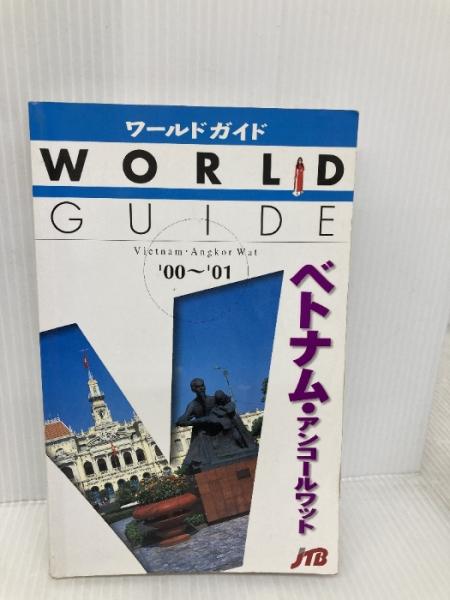 ワールドガイド
WORLD
GUIDE
Vietnam・Angkor Wat
'00〜'01
ベトナム・アンコールワット
JTB